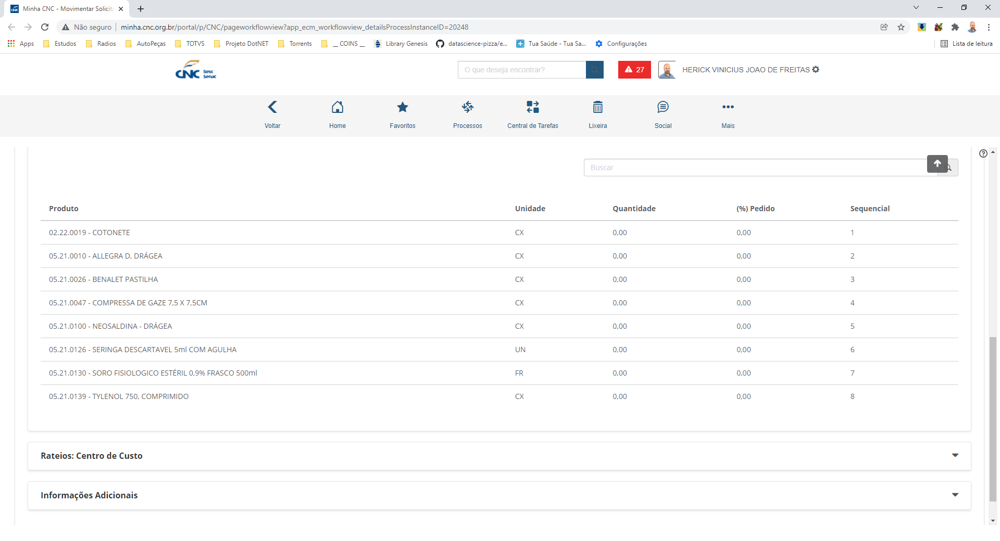 Minha CNC - Movimentar Solicita
Não seguro | minha.cnc.org.br/portal/p/CNC/pageworkflowview?app_ecm_workflowview_detailsProcessInstanceID=20248
Apps Estudos Radios AutoPeças TOTVS Projeto DotNET Torrents __ COINS __ Library Genesis datascience-pizza/e... Tua Saúde - Tua Sa... Configurações Lista de leitura
CNC Sesc Senac
O que deseja encontrar? 27 HERICK VINICIUS JOAO DE FREITAS
Voltar Home Favoritos Processos Central de Tarefas Lixeira Social Mais
Buscar
Produto Unidade Quantidade (%) Pedido Sequencial
02.22.0019 - COTONETE CX 0,00 0,00 1
05.21.0010 - ALLEGRA D, DRÁGEA CX 0,00 0,00 2
05.21.0026 - BENALET PASTILHA CX 0,00 0,00 3
05.21.0047 - COMPRESSA DE GAZE 7,5 X 7,5CM CX 0,00 0,00 4
05.21.0100 - NEOSALDINA - DRÁGEA CX 0,00 0,00 5
05.21.0126 - SERINGA DESCARTAVEL 5ml COM AGULHA UN 0,00 0,00 6
05.21.0130 - SORO FISIOLOGICO ESTÉRIL 0,9% FRASCO 500ml FR 0,00 0,00 7
05.21.0139 - TYLENOL 750, COMPRIMIDO CX 0,00 0,00 8
Rateios: Centro de Custo
Informações Adicionais